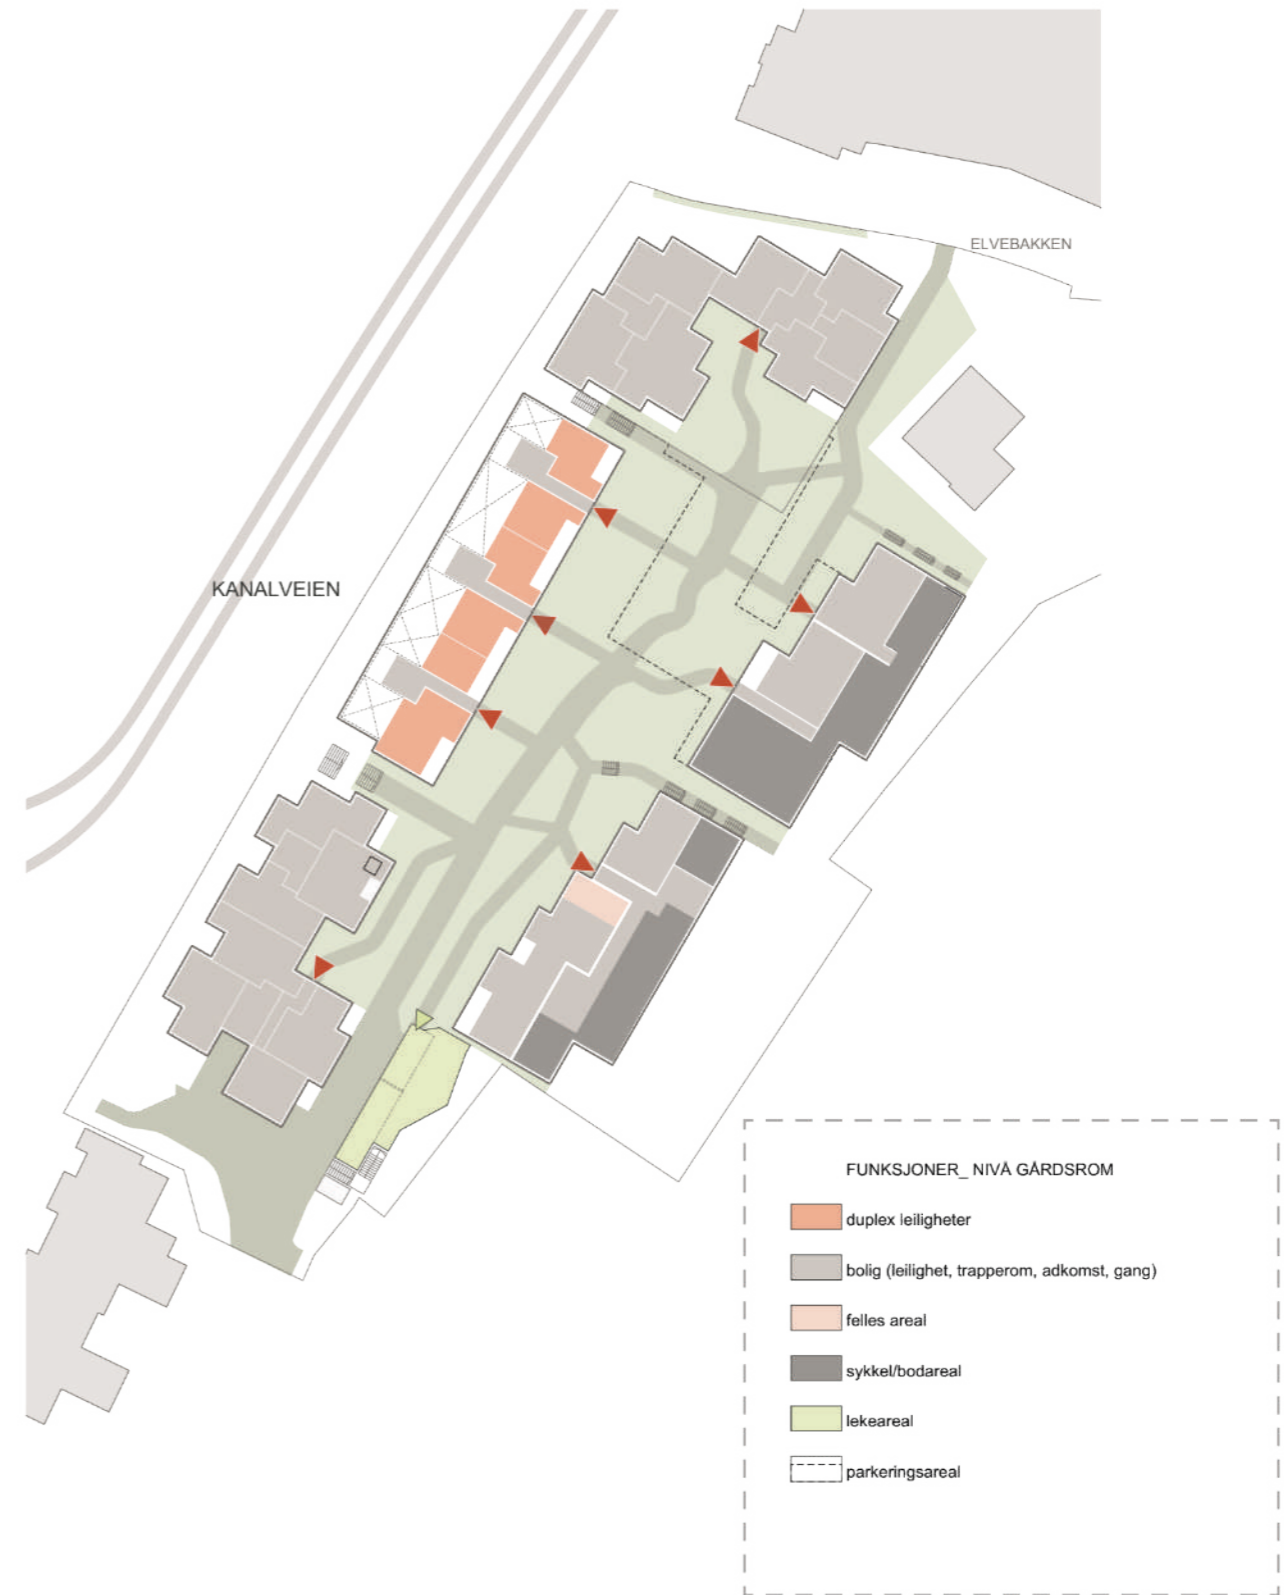 ELVEBAKKEN
KANALVEIEN
FUNKSJONER_ NIVÅ GÅRDSROM
duplex leiligheter
bolig (leilighet, trapperom, adkomst, gang)
felles areal
sykkel/bodareal
lekeareal
parkeringsareal